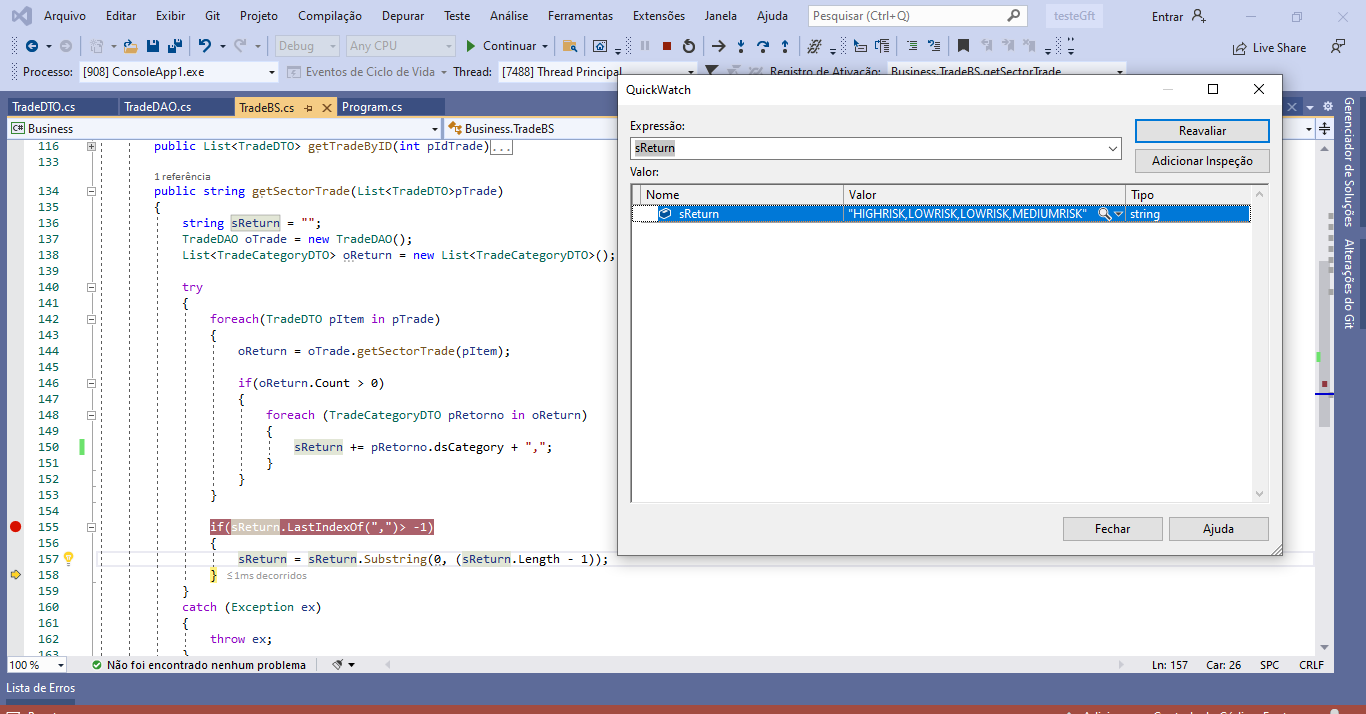 Arquivo Editar Exibir Git Projeto Compilação Depurar Teste Análise Ferramentas Extensões Janela Ajuda Pesquisar (Ctrl+Q) testeGft Entrar
Debug Any CPU Continuar Live Share
Processo: [908] ConsoleApp1.exe Eventos de Ciclo de Vida Thread: [7488] Thread Principal Registro de Ativação: Business.TradeBS.getSectorTrade
TradeDTO.cs TradeDAO.cs TradeBS.cs Program.cs
C# Business Business.TradeBS
116 public List<TradeDTO> getTradeByID(int pIdTrade)...
133
1 referência
134 public string getSectorTrade(List<TradeDTO>pTrade)
135 {
136 string sReturn = "";
137 TradeDAO oTrade = new TradeDAO();
138 List<TradeCategoryDTO> oReturn = new List<TradeCategoryDTO>();
139
140 try
141 {
142 foreach(TradeDTO pItem in pTrade)
143 {
144 oReturn = oTrade.getSectorTrade(pItem);
145
146 if(oReturn.Count > 0)
147 {
148 foreach (TradeCategoryDTO pRetorno in oReturn)
149 {
150 sReturn += pRetorno.dsCategory + ",";
151 }
152 }
153 }
154
155 if(sReturn.LastIndexOf(",")> -1)
156 {
157 sReturn = sReturn.Substring(0, (sReturn.Length - 1));
158 } ≤1ms decorridos
159 }
160 catch (Exception ex)
161 {
162 throw ex;
163 }
QuickWatch
Expressão:
sReturn
Reavaliar
Adicionar Inspeção
Valor:
Nome Valor Tipo
sReturn "HIGHRISK,LOWRISK,LOWRISK,MEDIUMRISK" string
Fechar Ajuda
Gerenciador de Soluções
Alterações do Git
100 % Não foi encontrado nenhum problema Ln: 157 Car: 26 SPC CRLF
Lista de Erros